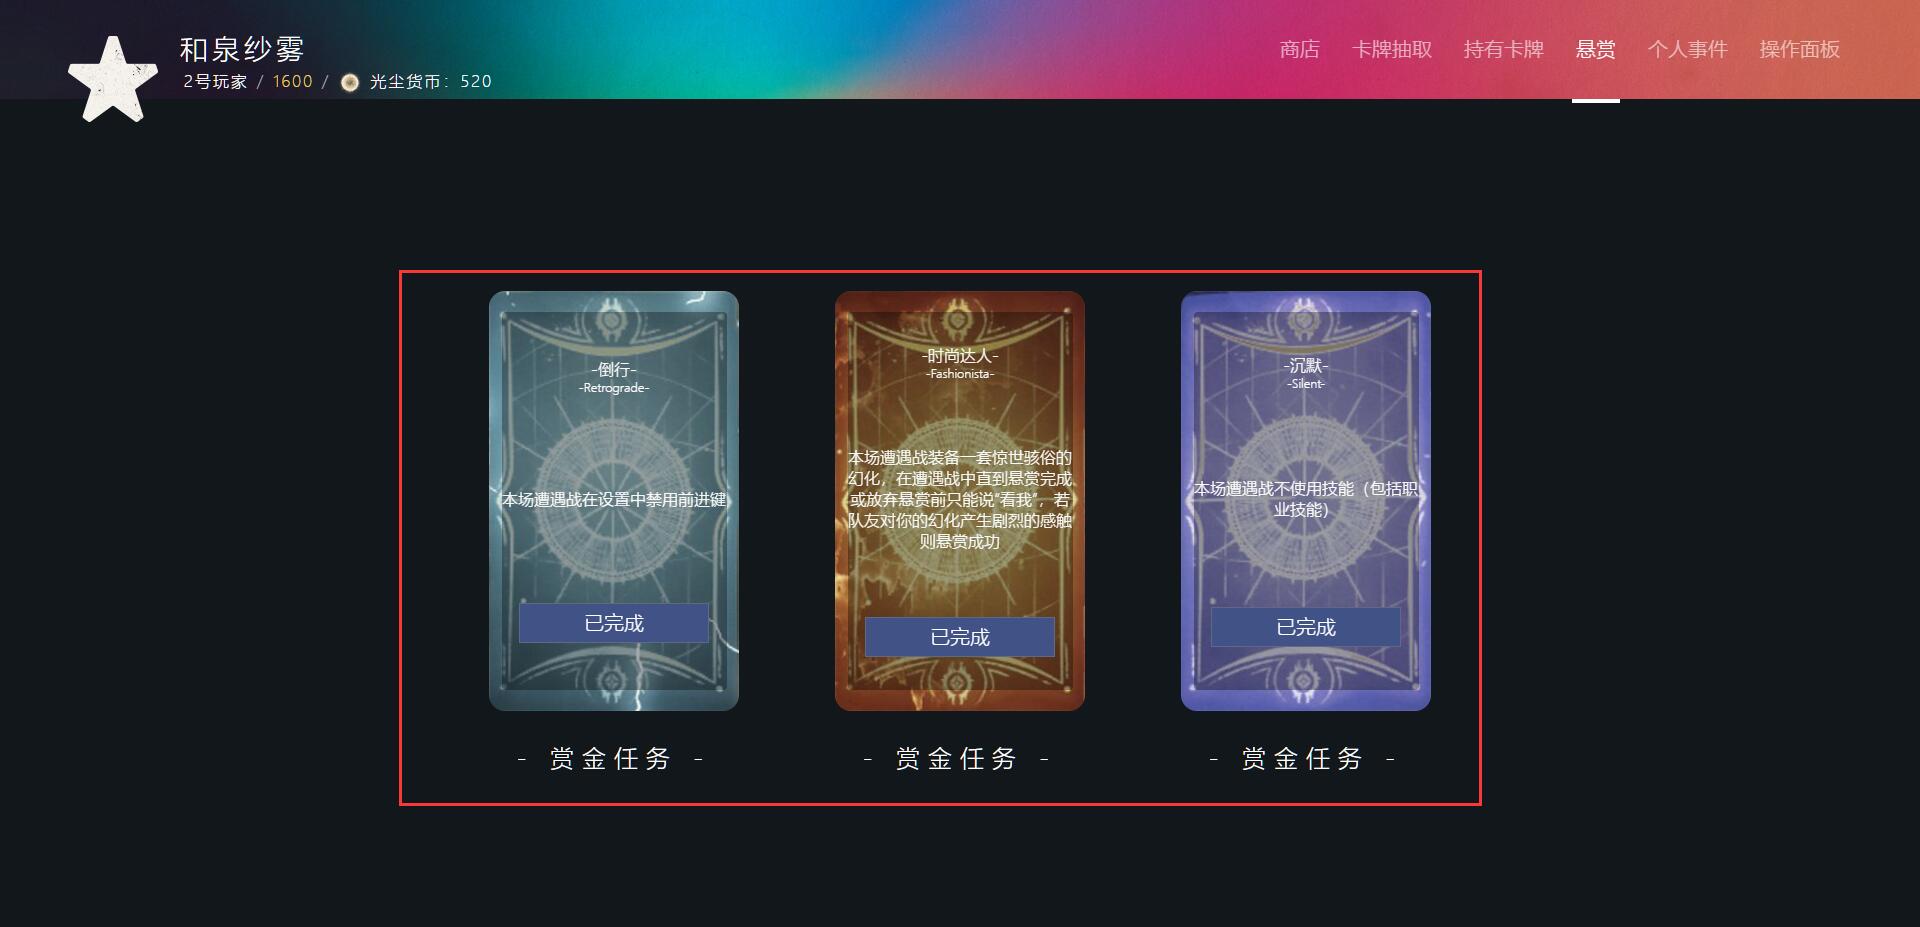 和泉纱雾
2号玩家 / 1600 / 光尘货币：520
商店 卡牌抽取 持有卡牌 悬赏 个人事件 操作面板
-倒行-
-Retrograde-
本场遭遇战在设置中禁用前进键
已完成
- 赏金任务 -
-时尚达人-
-Fashionista-
本场遭遇战装备一套惊世骇俗的
幻化，在遭遇战中直到悬赏完成
或放弃悬赏前只能说“看我”，若
队友对你的幻化产生剧烈的感触
则悬赏成功
已完成
- 赏金任务 -
-沉默-
-Silent-
本场遭遇战不使用技能（包括职
业技能）
已完成
- 赏金任务 -